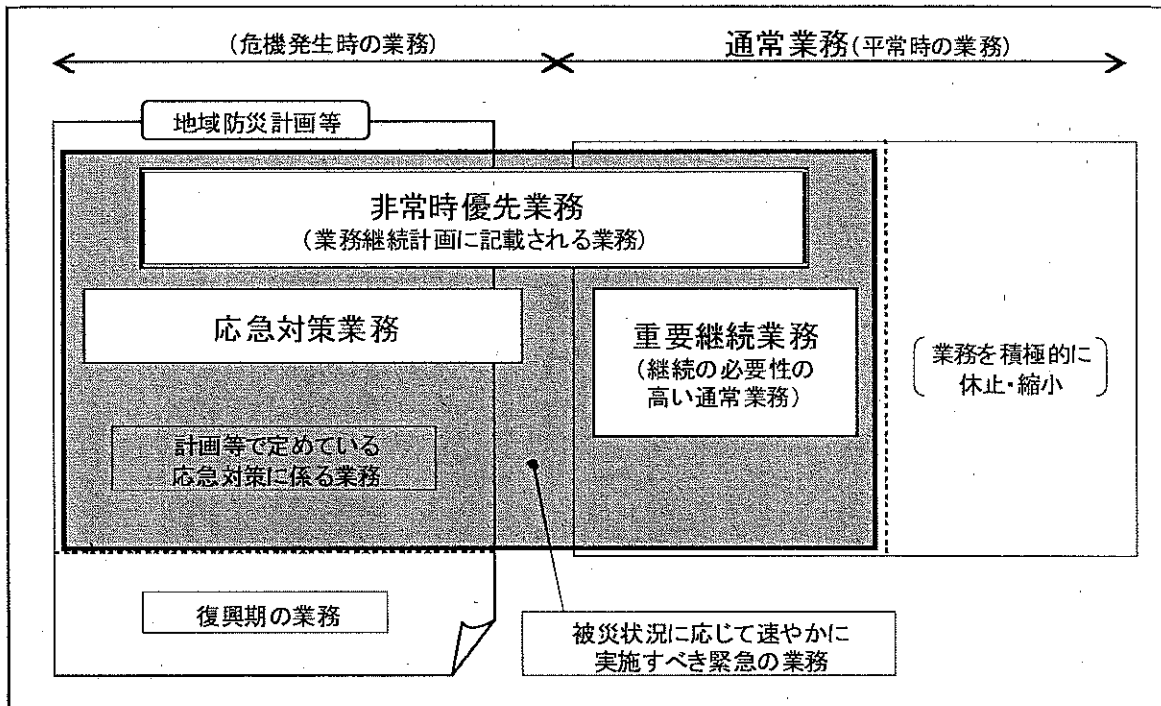 (危機発生時の業務)
通常業務(平常時の業務)
地域防災計画等
非常時優先業務
(業務継続計画に記載される業務)
応急対策業務
重要継続業務
(継続の必要性の
高い通常業務)
業務を積極的に
休止・縮小
計画等で定めている
応急対策に係る業務
復興期の業務
被災状況に応じて速やかに
実施すべき緊急の業務